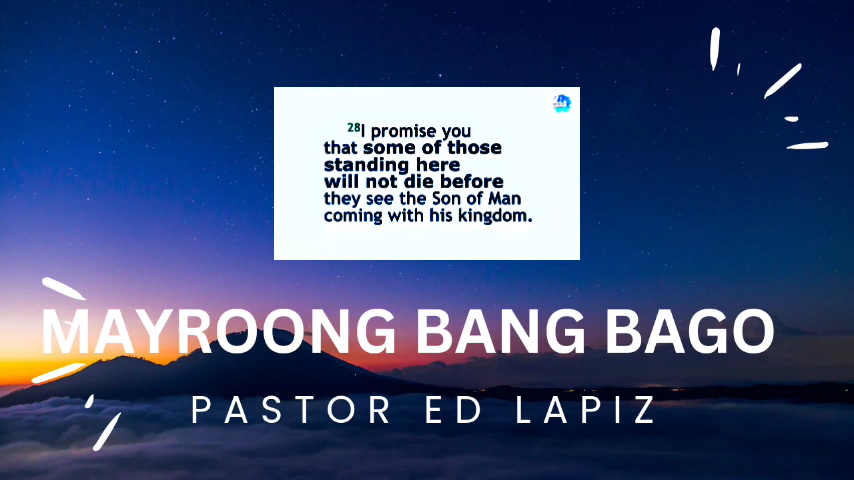 28I promise you
that some of those
standing here
will not die before
they see the Son of Man
coming with his kingdom.
MAYROONG BANG BAGO
PASTOR ED LAPIZ